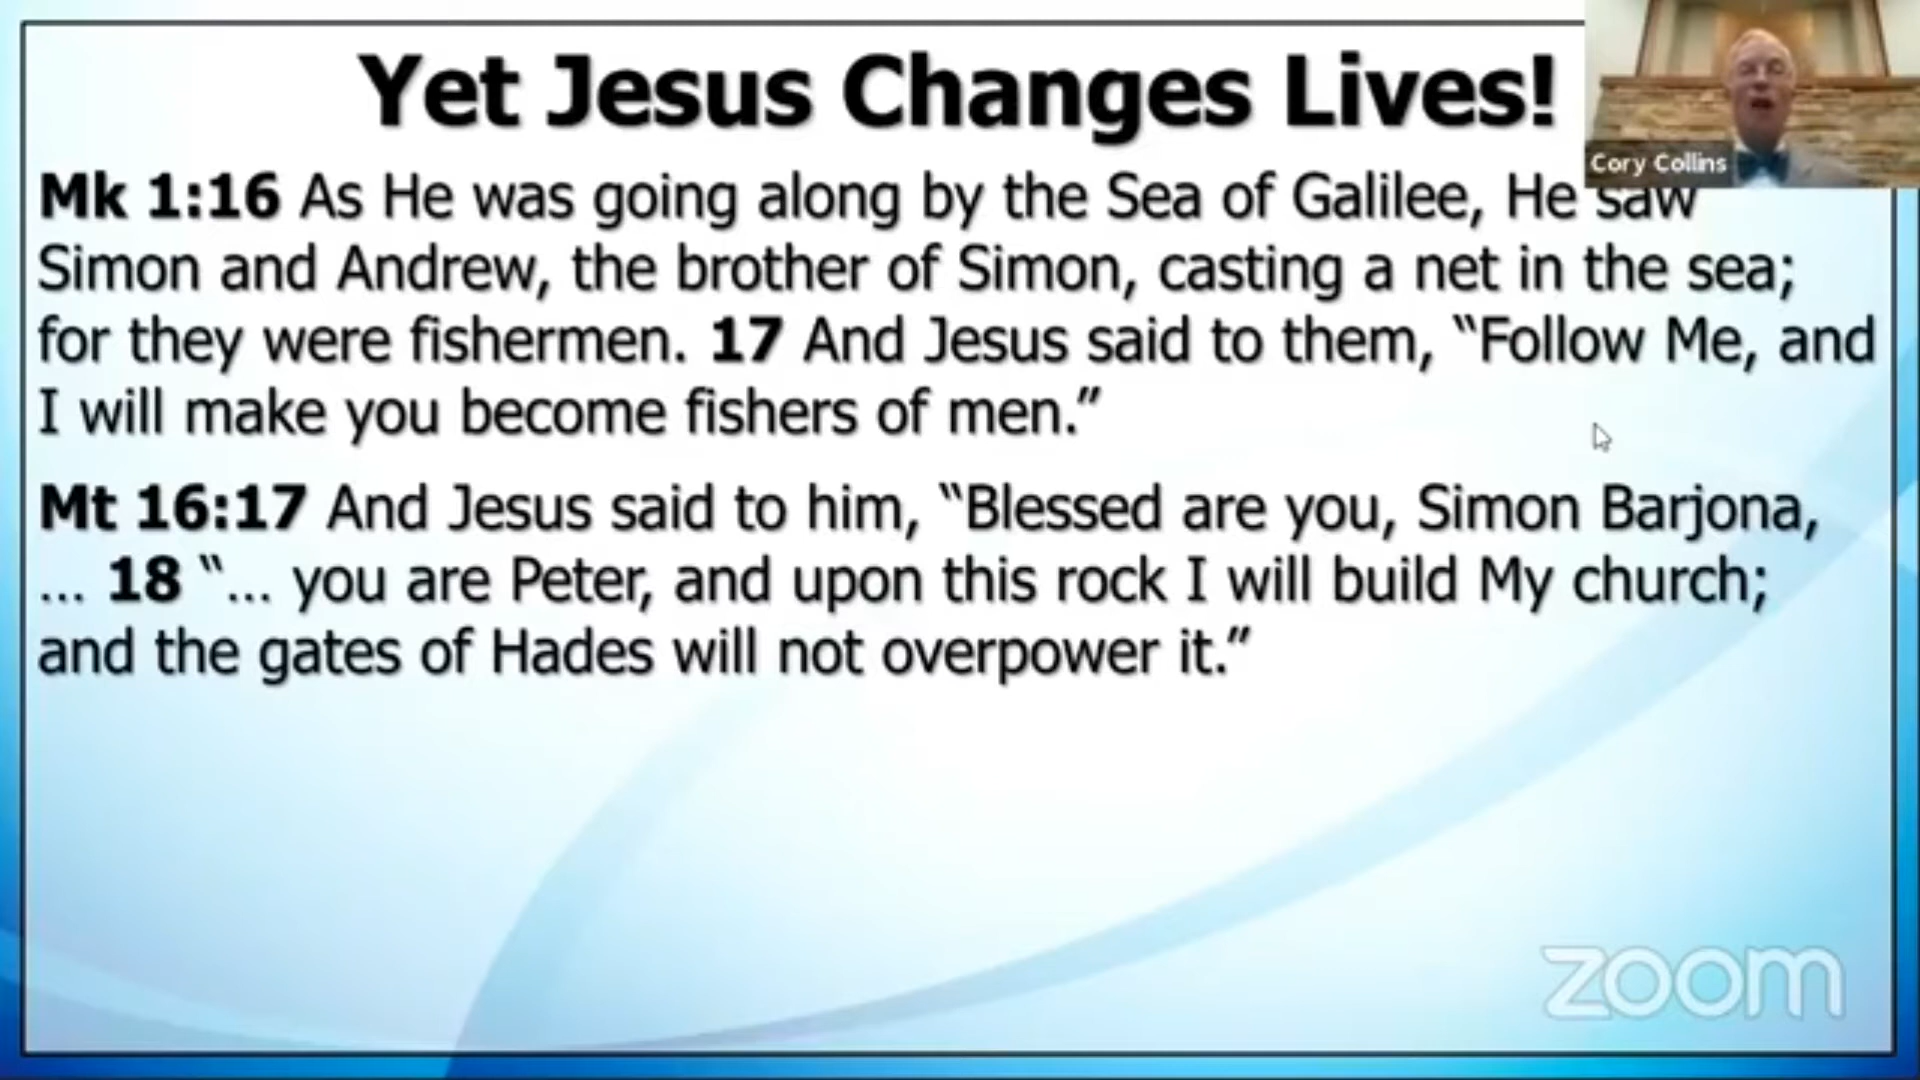 Yet Jesus Changes Lives!
Cory Collins
Mk 1:16 As He was going along by the Sea of Galilee, He saw
Simon and Andrew, the brother of Simon, casting a net in the sea;
for they were fishermen. 17 And Jesus said to them, “Follow Me, and
I will make you become fishers of men.”
Mt 16:17 And Jesus said to him, “Blessed are you, Simon Barjona,
... 18 “... you are Peter, and upon this rock I will build My church;
and the gates of Hades will not overpower it.”
zoom